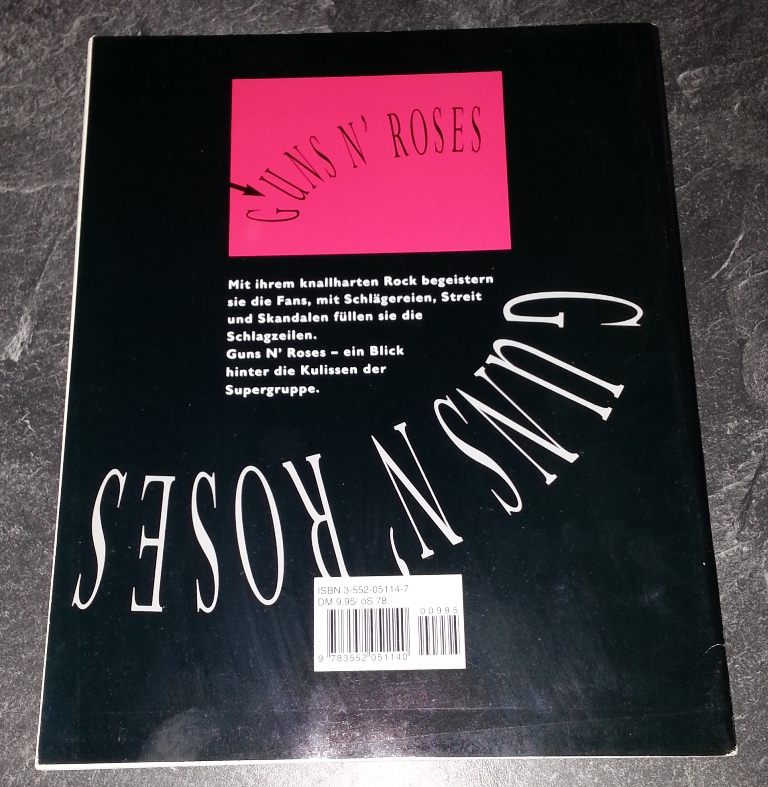 GUNS N' ROSES
Mit ihrem knallharten Rock begeistern
sie die Fans, mit Schlägereien, Streit
und Skandalen füllen sie die
Schlagzeilen.
Guns N' Roses – ein Blick
hinter die Kulissen der
Supergruppe.
GUNS N' ROSES
ISBN 3-552-05114-7
DM 9.95/ öS 78.-
00995
9 783552 051140